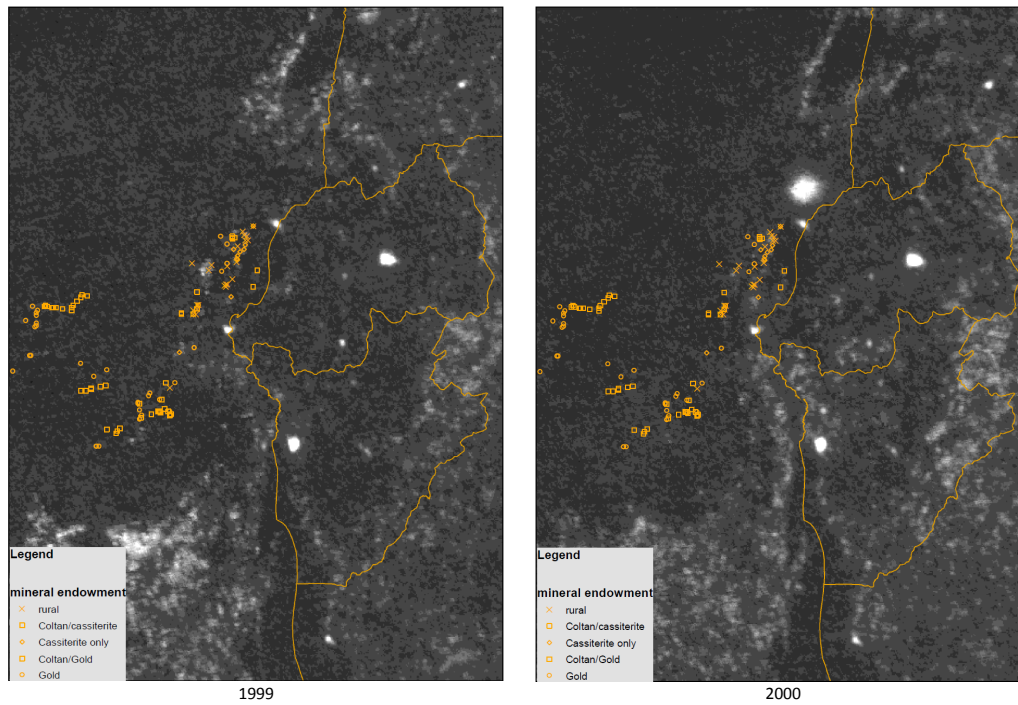 Legend
mineral endowment
rural
Coltan/cassiterite
Cassiterite only
Coltan/Gold
Gold
1999
Legend
mineral endowment
rural
Coltan/cassiterite
Cassiterite only
Coltan/Gold
Gold
2000